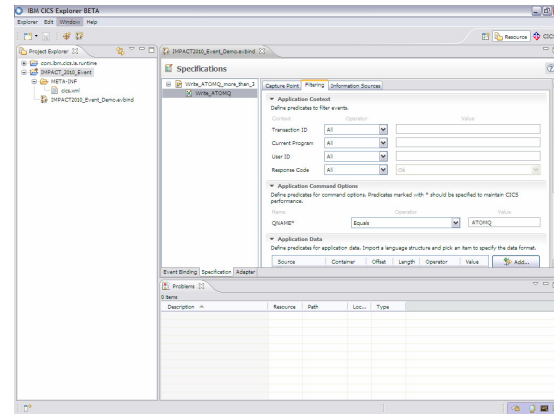 IBM CICS Explorer BETA
Explorer Edit Window Help
Resource CICS
Project Explorer
com.ibm.cics.ia.runtime
IMPACT_2010_Event
META-INF
cics.xml
IMPACT2010_Event_Demo.evbind
IMPACT2010_Event_Demo.evbind
Specifications
Write_ATOMQ_more_than_3
Write_ATOMQ
Capture Point Filtering Information Sources
Application Context
Define predicates to filter events.
Context Operator Value
Transaction ID All
Current Program All
User ID All
Response Code All OK
Application Command Options
Define predicates for command options. Predicates marked with * should be specified to maintain CICS
performance.
Name Operator Value
QNAME* Equals ATOMQ
Application Data
Define predicates for application data. Import a language structure and pick an item to specify the data format.
Source Container Offset Length Operator Value Add...
Event Binding Specification Adapter
Problems
0 items
Description Resource Path Loc... Type